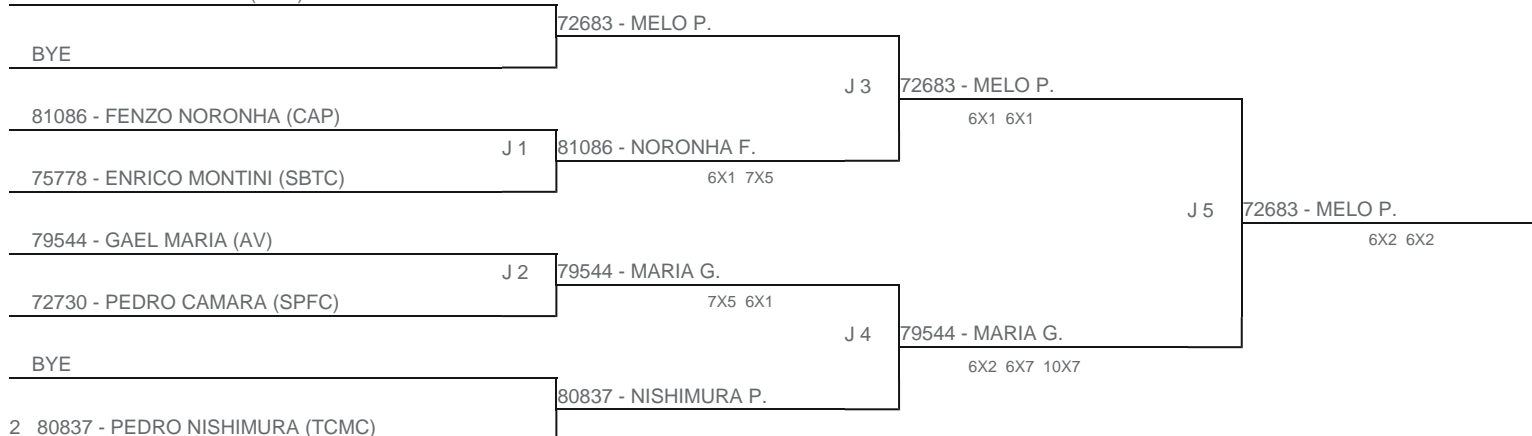 72683 - MELO P.
BYE
J 3
72683 - MELO P.
81086 - FENZO NORONHA (CAP)
6X1 6X1
J 1
81086 - NORONHA F.
75778 - ENRICO MONTINI (SBTC)
6X1 7X5
J 5
72683 - MELO P.
79544 - GAEL MARIA (AV)
6X2 6X2
J 2
79544 - MARIA G.
72730 - PEDRO CAMARA (SPFC)
7X5 6X1
J 4
79544 - MARIA G.
BYE
6X2 6X7 10X7
80837 - NISHIMURA P.
2 80837 - PEDRO NISHIMURA (TCMC)